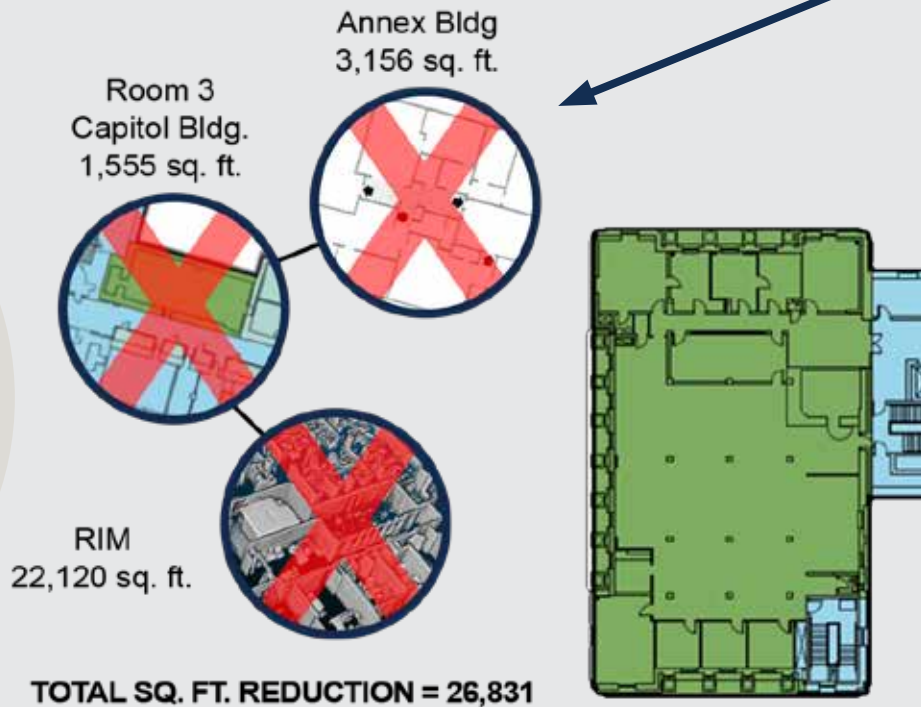 Annex Bldg
3,156 sq. ft.
Room 3
Capitol Bldg.
1,555 sq. ft.
RIM
22,120 sq. ft.
TOTAL SQ. FT. REDUCTION = 26,831